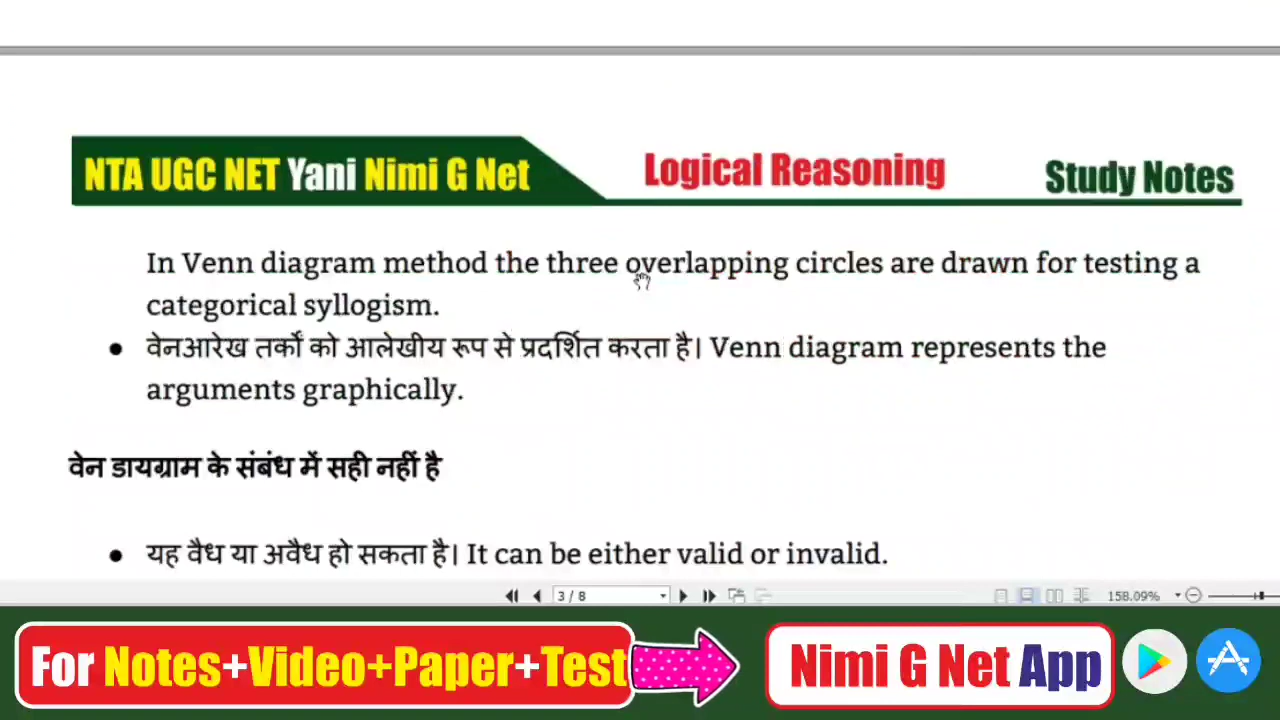 NTA UGC NET Yani Nimi G Net Logical Reasoning Study Notes
In Venn diagram method the three overlapping circles are drawn for testing a
categorical syllogism.
● वेनआरेख तर्कों को आलेखीय रूप से प्रदर्शित करता है। Venn diagram represents the
arguments graphically.
वेन डायग्राम के संबंध में सही नहीं है
● यह वैध या अवैध हो सकता है। It can be either valid or invalid.
3 / 8 158.09%
For Notes+Video+Paper+Test Nimi G Net App